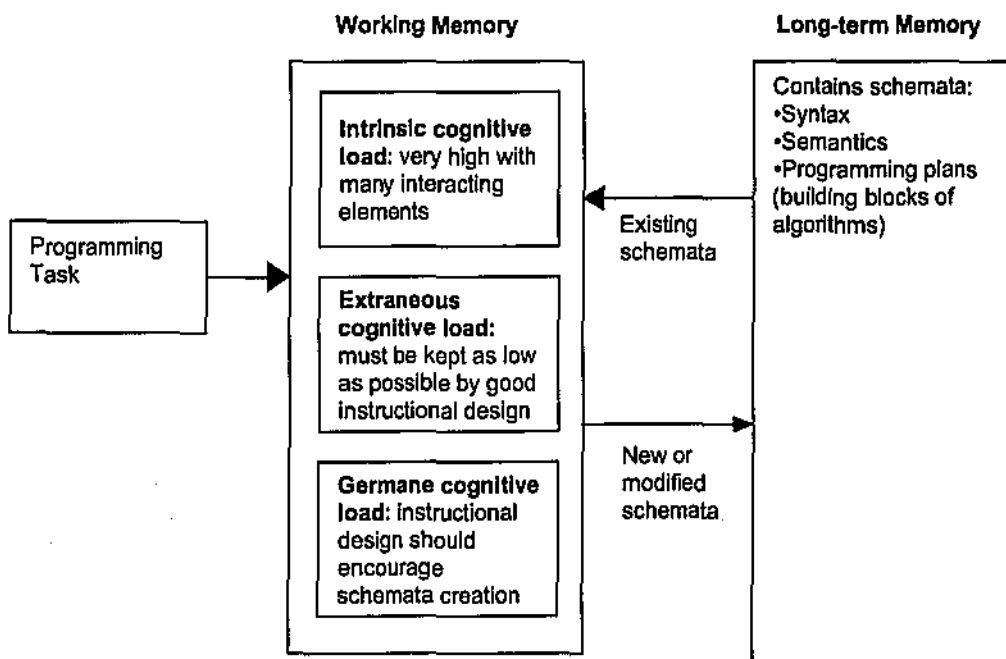 Working Memory
Long-term Memory
Programming
Task
Intrinsic cognitive
load: very high with
many interacting
elements
Extraneous
cognitive load:
must be kept as low
as possible by good
instructional design
Germane cognitive
load: instructional
design should
encourage
schemata creation
Existing
schemata
New or
modified
schemata
Contains schemata:
•Syntax
•Semantics
•Programming plans
(building blocks of
algorithms)